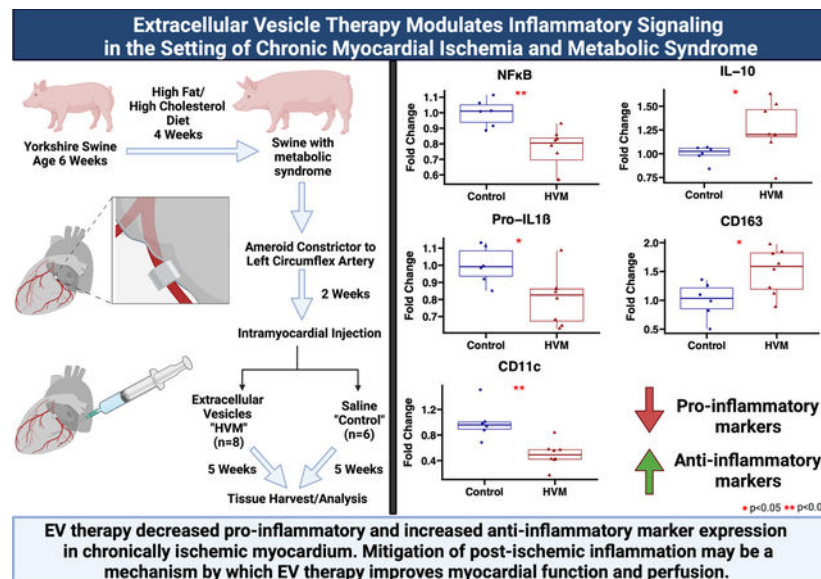 Extracellular Vesicle Therapy Modulates Inflammatory Signaling
in the Setting of Chronic Myocardial Ischemia and Metabolic Syndrome
High Fat/
High Cholesterol
Diet
4 Weeks
Yorkshire Swine
Age 6 Weeks
Swine with
metabolic
syndrome
Ameroid Constrictor to
Left Circumflex Artery
2 Weeks
Intramyocardial Injection
Extracellular
Vesicles
"HVM"
(n=8)
Saline
"Control"
(n=6)
5 Weeks
5 Weeks
Tissue Harvest/Analysis
NFκB
**
Fold Change
1.1
1.0
0.9
0.8
0.7
0.6
Control
HVM
IL-10
*
Fold Change
1.50
1.25
1.00
0.75
Control
HVM
Pro-IL1ß
*
Fold Change
1.1
1.0
0.9
0.8
0.7
Control
HVM
CD163
*
Fold Change
2.0
1.5
1.0
0.5
Control
HVM
CD11c
**
Fold Change
1.2
0.8
0.4
Control
HVM
Pro-inflammatory
markers
Anti-inflammatory
markers
* p<0.05 ** p<0.0
EV therapy decreased pro-inflammatory and increased anti-inflammatory marker expression
in chronically ischemic myocardium. Mitigation of post-ischemic inflammation may be a
mechanism by which EV therapy improves myocardial function and perfusion.